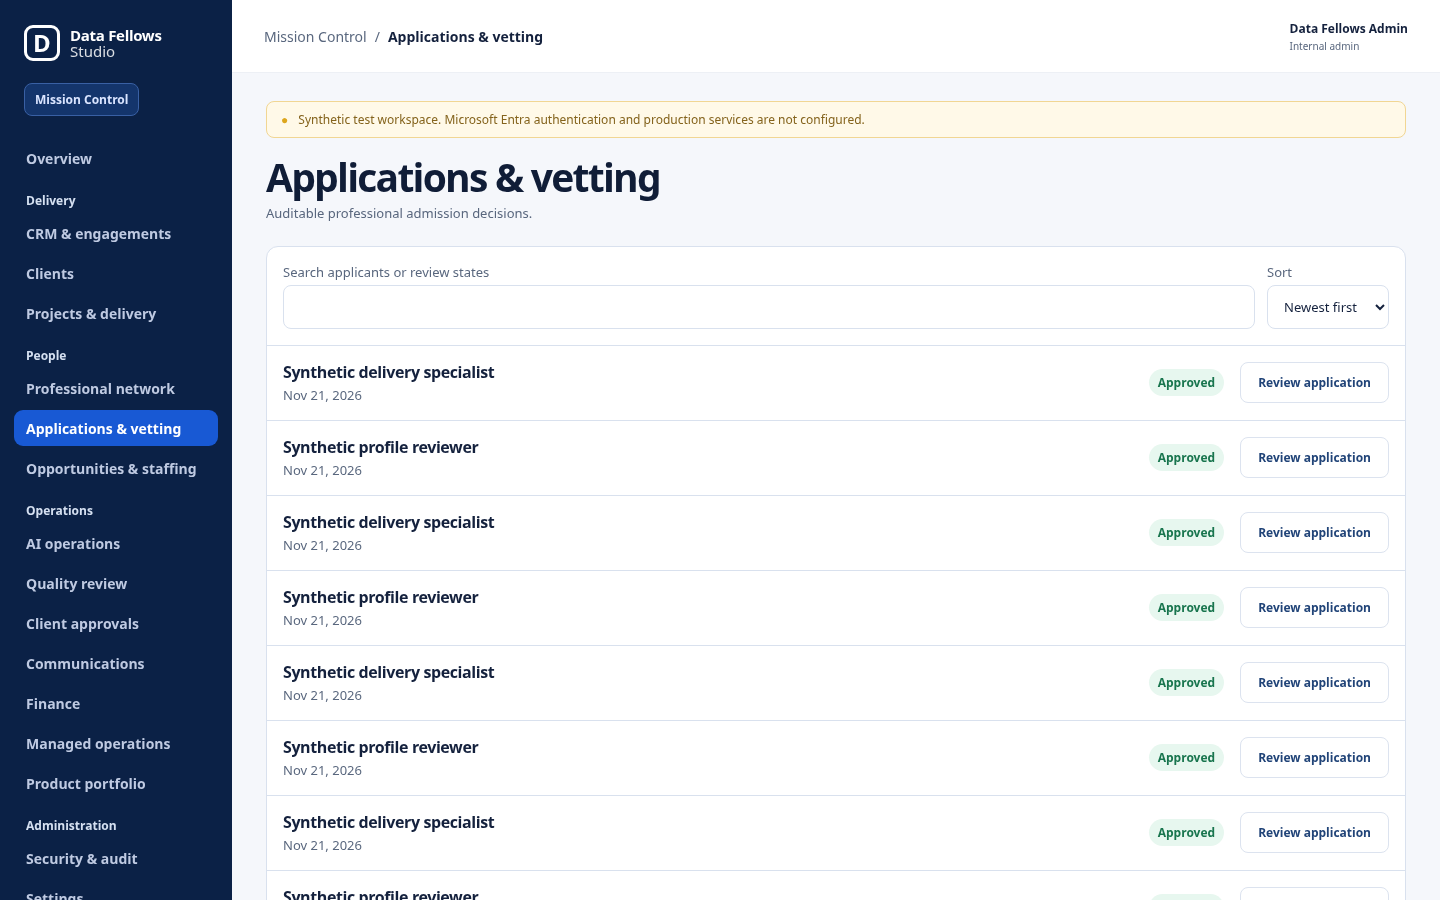 D
Data Fellows
Studio
Mission Control
Overview
Delivery
CRM & engagements
Clients
Projects & delivery
People
Professional network
Applications & vetting
Opportunities & staffing
Operations
AI operations
Quality review
Client approvals
Communications
Finance
Managed operations
Product portfolio
Administration
Security & audit
Settings
Mission Control / Applications & vetting
Data Fellows Admin
Internal admin
Synthetic test workspace. Microsoft Entra authentication and production services are not configured.
Applications & vetting
Auditable professional admission decisions.
Search applicants or review states
Sort
Newest first
Synthetic delivery specialist
Nov 21, 2026
Approved
Review application
Synthetic profile reviewer
Nov 21, 2026
Approved
Review application
Synthetic delivery specialist
Nov 21, 2026
Approved
Review application
Synthetic profile reviewer
Nov 21, 2026
Approved
Review application
Synthetic delivery specialist
Nov 21, 2026
Approved
Review application
Synthetic profile reviewer
Nov 21, 2026
Approved
Review application
Synthetic delivery specialist
Nov 21, 2026
Approved
Review application
Synthetic profile reviewer